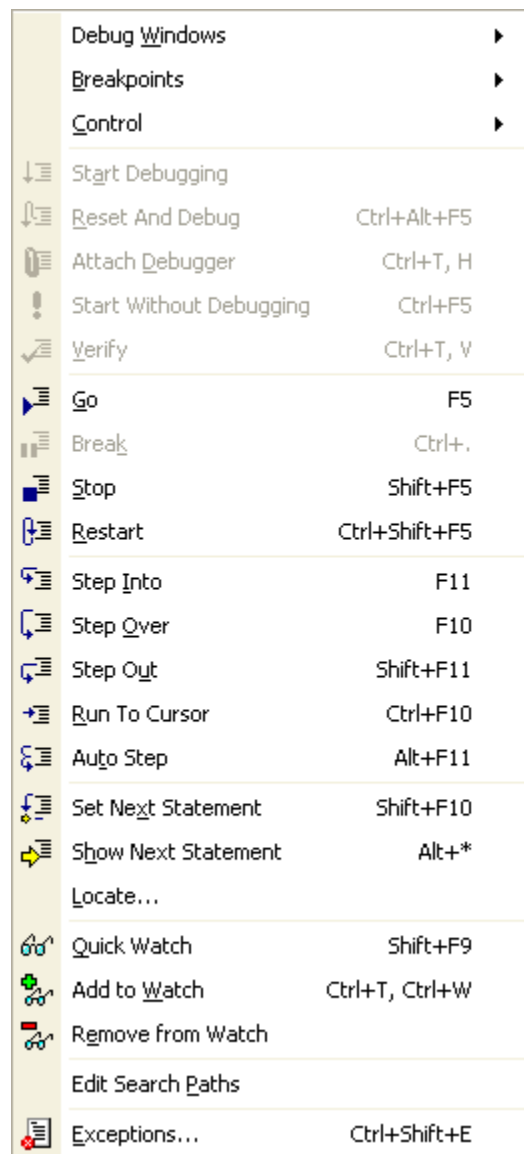 Debug Windows
Breakpoints
Control
Start Debugging
Reset And Debug Ctrl+Alt+F5
Attach Debugger Ctrl+T, H
Start Without Debugging Ctrl+F5
Verify Ctrl+T, V
Go F5
Break Ctrl+.
Stop Shift+F5
Restart Ctrl+Shift+F5
Step Into F11
Step Over F10
Step Out Shift+F11
Run To Cursor Ctrl+F10
Auto Step Alt+F11
Set Next Statement Shift+F10
Show Next Statement Alt+*
Locate...
Quick Watch Shift+F9
Add to Watch Ctrl+T, Ctrl+W
Remove from Watch
Edit Search Paths
Exceptions... Ctrl+Shift+E